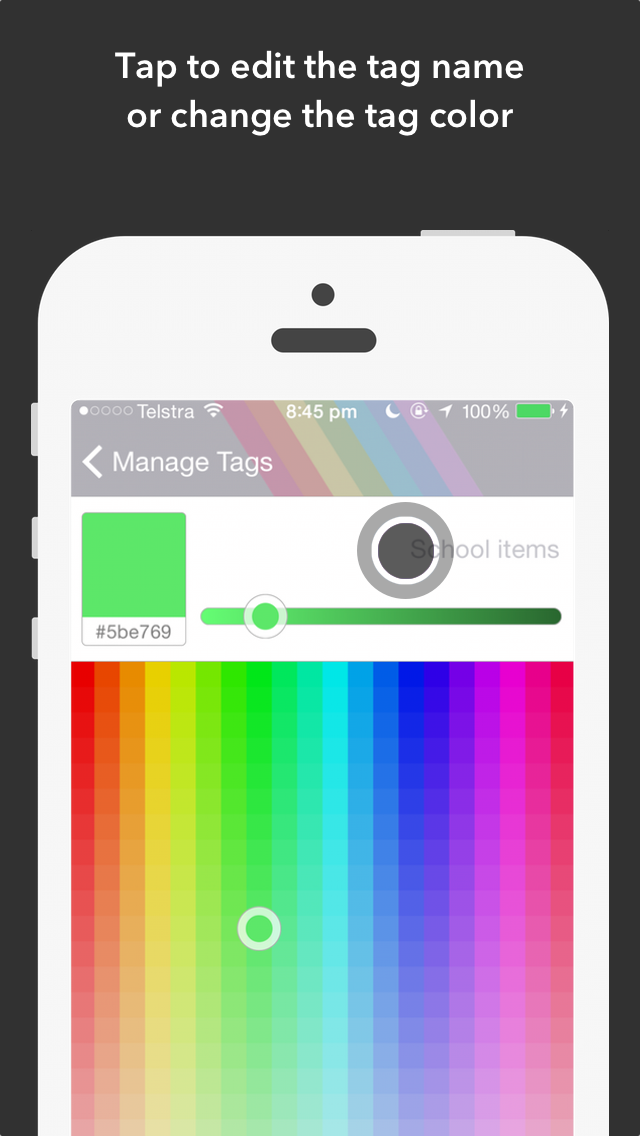 Tap to edit the tag name
or change the tag color
Telstra 8:45 pm 100%
Manage Tags
School items
#5be769